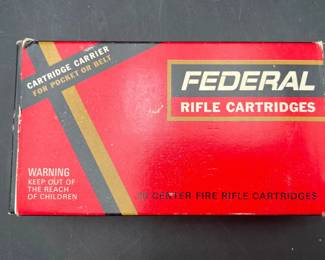 CARTRIDGE CARRIER
FOR POCKET OR BELT
FEDERAL
RIFLE CARTRIDGES
WARNING
KEEP OUT OF
THE REACH
OF CHILDREN
CENTER FIRE RIFLE CARTRIDGES